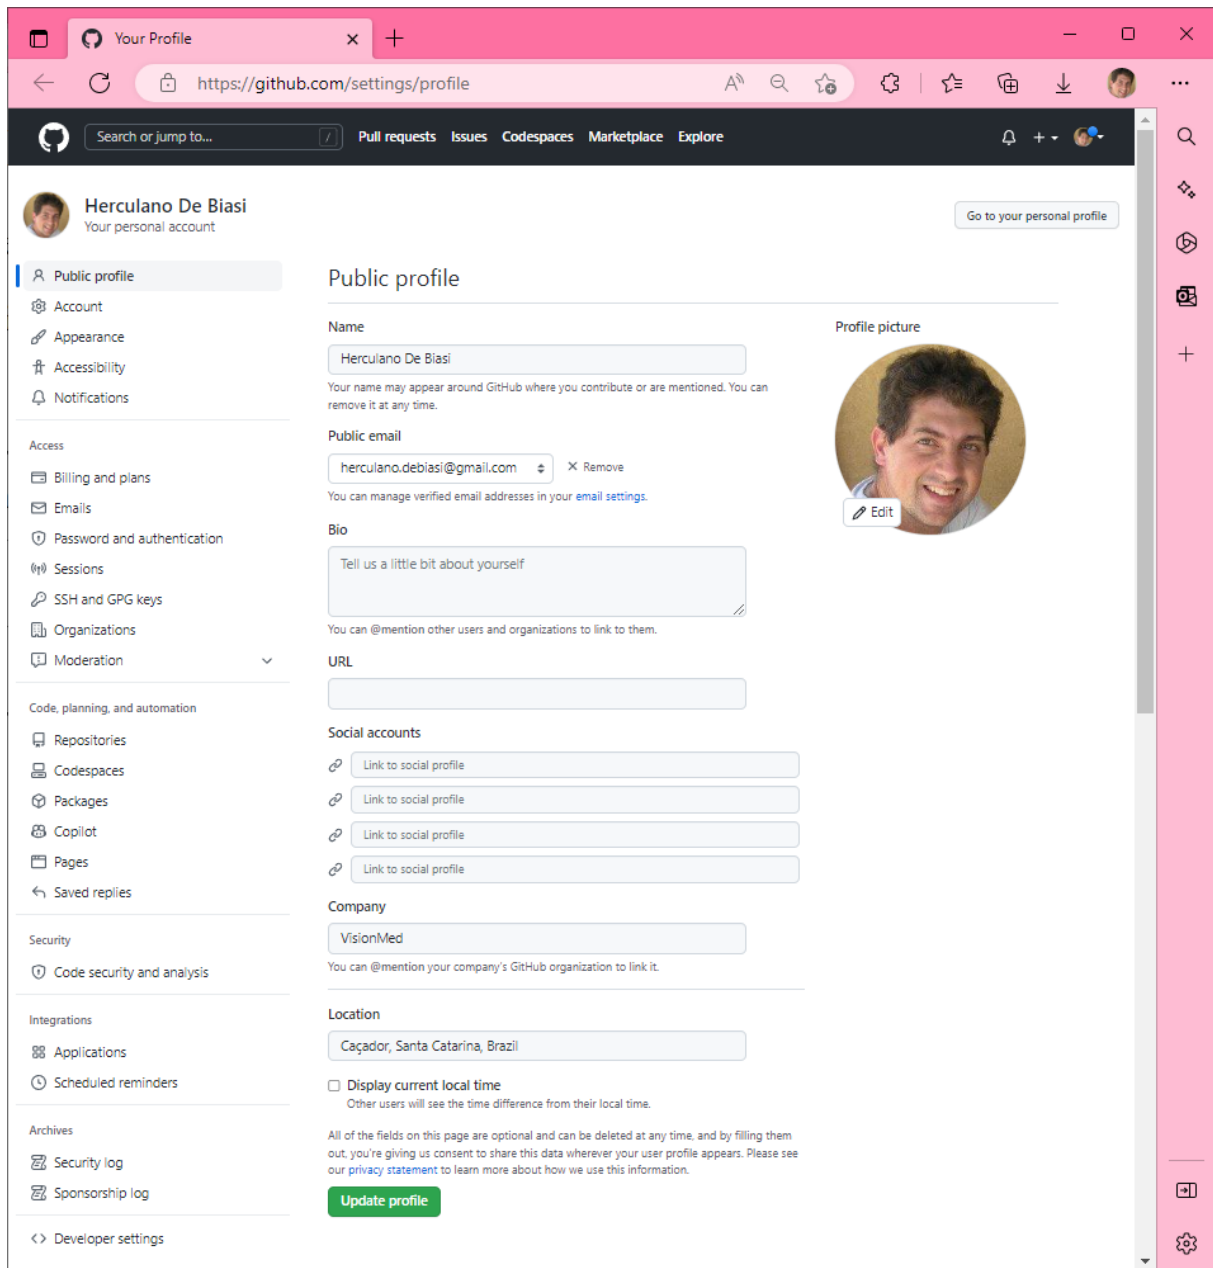 Your Profile
https://github.com/settings/profile
Search or jump to... / Pull requests Issues Codespaces Marketplace Explore
Herculano De Biasi
Your personal account
Go to your personal profile
Public profile
Account
Appearance
Accessibility
Notifications
Access
Billing and plans
Emails
Password and authentication
Sessions
SSH and GPG keys
Organizations
Moderation
Code, planning, and automation
Repositories
Codespaces
Packages
Copilot
Pages
Saved replies
Security
Code security and analysis
Integrations
Applications
Scheduled reminders
Archives
Security log
Sponsorship log
Developer settings
Public profile
Name
Herculano De Biasi
Your name may appear around GitHub where you contribute or are mentioned. You can
remove it at any time.
Public email
herculano.debiasi@gmail.com
Remove
You can manage verified email addresses in your email settings.
Bio
Tell us a little bit about yourself
You can @mention other users and organizations to link to them.
URL
Social accounts
Link to social profile
Link to social profile
Link to social profile
Link to social profile
Company
VisionMed
You can @mention your company's GitHub organization to link it.
Location
Caçador, Santa Catarina, Brazil
Display current local time
Other users will see the time difference from their local time.
All of the fields on this page are optional and can be deleted at any time, and by filling them
out, you're giving us consent to share this data wherever your user profile appears. Please see
our privacy statement to learn more about how we use this information.
Update profile
Profile picture
Edit